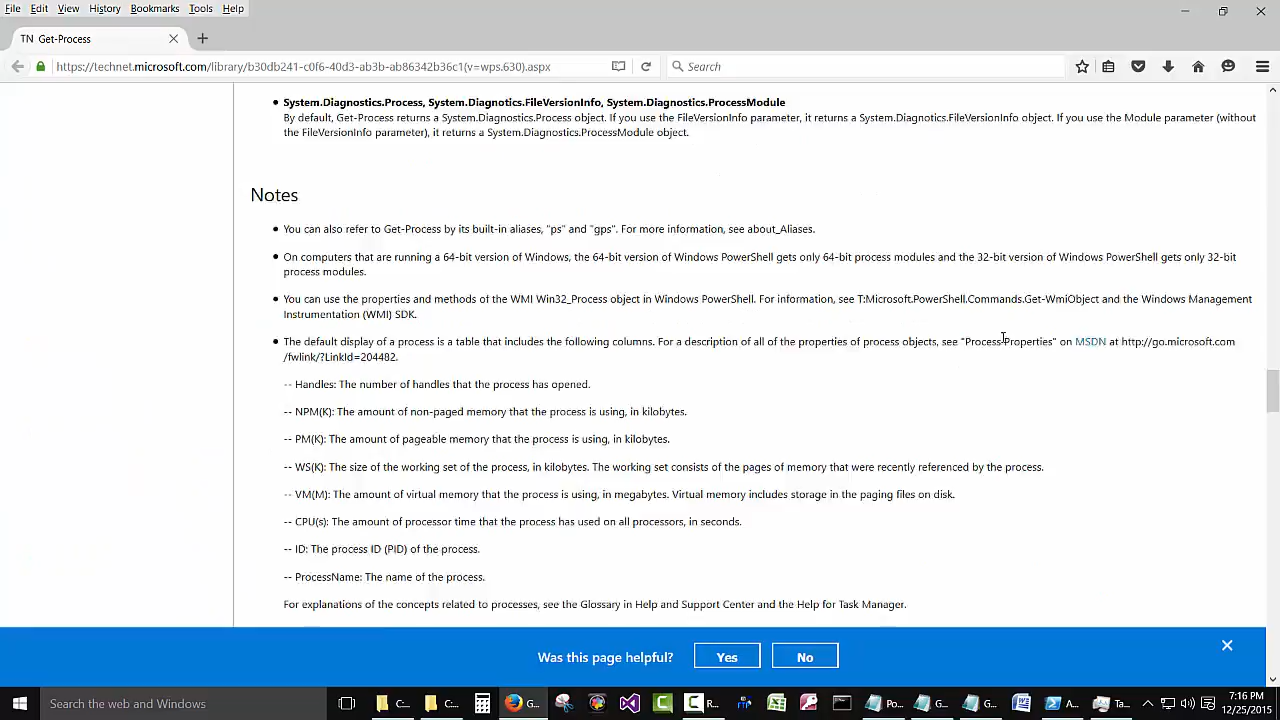 File Edit View History Bookmarks Tools Help
TN Get-Process
https://technet.microsoft.com/library/b30db241-c0f6-40d3-ab3b-ab86342b36c1(v=wps.630).aspx
Search
System.Diagnostics.Process, System.Diagnotics.FileVersionInfo, System.Diagnostics.ProcessModule
By default, Get-Process returns a System.Diagnostics.Process object. If you use the FileVersionInfo parameter, it returns a System.Diagnotics.FileVersionInfo object. If you use the Module parameter (without
the FileVersionInfo parameter), it returns a System.Diagnostics.ProcessModule object.
Notes
You can also refer to Get-Process by its built-in aliases, "ps" and "gps". For more information, see about_Aliases.
On computers that are running a 64-bit version of Windows, the 64-bit version of Windows PowerShell gets only 64-bit process modules and the 32-bit version of Windows PowerShell gets only 32-bit
process modules.
You can use the properties and methods of the WMI Win32_Process object in Windows PowerShell. For information, see T:Microsoft.PowerShell.Commands.Get-WmiObject and the Windows Management
Instrumentation (WMI) SDK.
The default display of a process is a table that includes the following columns. For a description of all of the properties of process objects, see "Process Properties" on MSDN at http://go.microsoft.com
/fwlink/?LinkId=204482.
-- Handles: The number of handles that the process has opened.
-- NPM(K): The amount of non-paged memory that the process is using, in kilobytes.
-- PM(K): The amount of pageable memory that the process is using, in kilobytes.
-- WS(K): The size of the working set of the process, in kilobytes. The working set consists of the pages of memory that were recently referenced by the process.
-- VM(M): The amount of virtual memory that the process is using, in megabytes. Virtual memory includes storage in the paging files on disk.
-- CPU(s): The amount of processor time that the process has used on all processors, in seconds.
-- ID: The process ID (PID) of the process.
-- ProcessName: The name of the process.
For explanations of the concepts related to processes, see the Glossary in Help and Support Center and the Help for Task Manager.
Was this page helpful? Yes No
Search the web and Windows
C... C... G... R... Po... G... G... A... Ta...
7:16 PM
12/25/2015